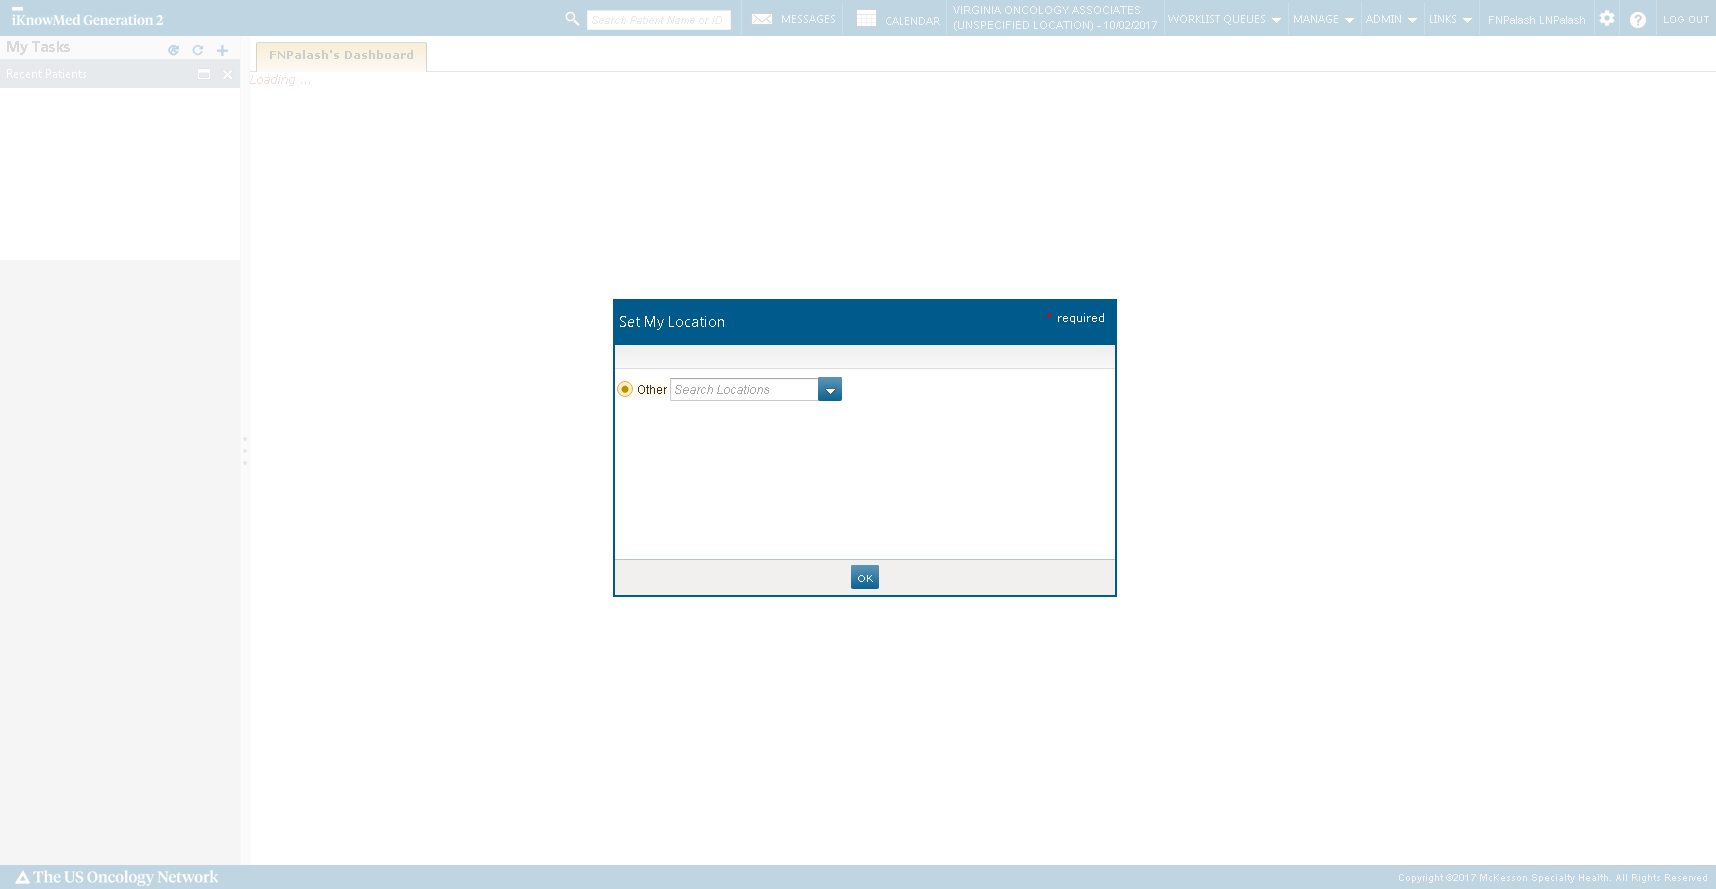 iKnowMed Generation 2
Search Patient Name or ID
MESSAGES
CALENDAR
VIRGINIA ONCOLOGY ASSOCIATES
(UNSPECIFIED LOCATION) - 10/02/2017
WORKLIST QUEUES
MANAGE
ADMIN
LINKS
FNPalash LNPalash
LOG OUT
My Tasks
FNPalash's Dashboard
Recent Patients
Loading ...
Set My Location
required
Other
Search Locations
OK
The US Oncology Network
Copyright ©2017 McKesson Specialty Health, All Rights Reserved